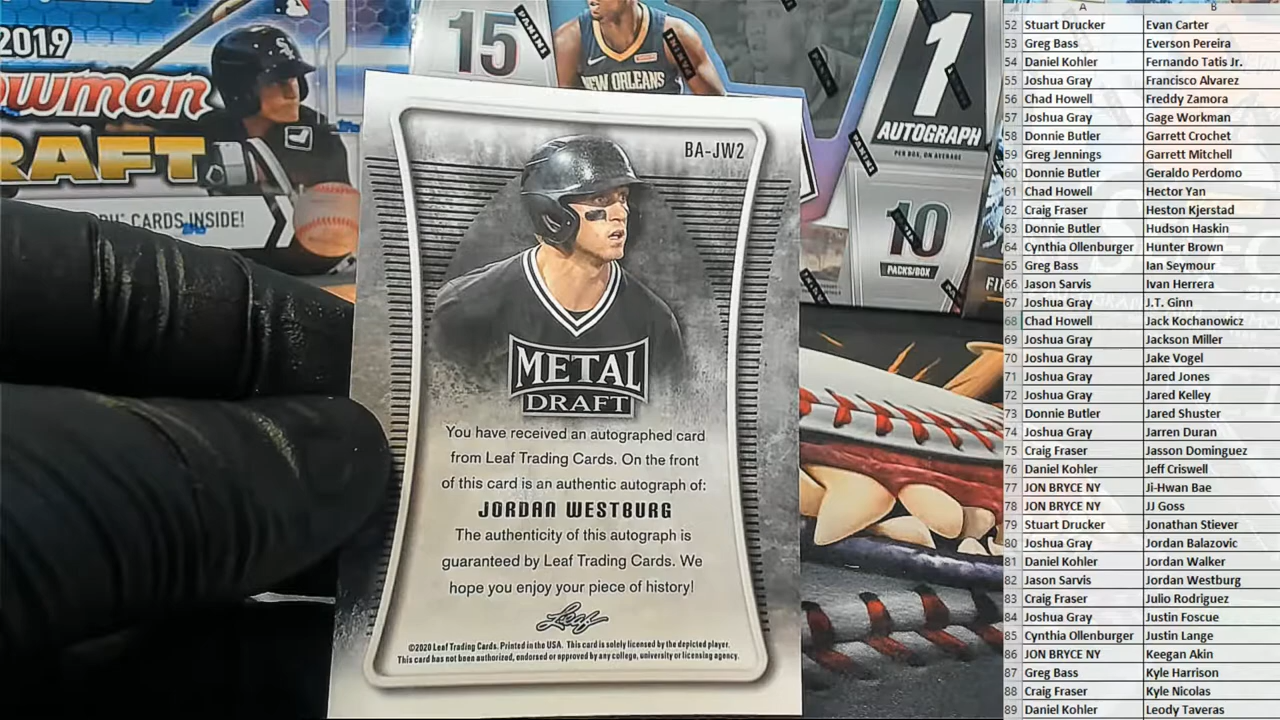 2019
owman
RAFT
CARDS INSIDE!
15
PANINI
NEW ORLEANS
1
AUTOGRAPH
PER BOX, ON AVERAGE
10
PACKS/BOX
BA-JW2
METAL
DRAFT
You have received an autographed card
from Leaf Trading Cards. On the front
of this card is an authentic autograph of:
JORDAN WESTBURG
The authenticity of this autograph is
guaranteed by Leaf Trading Cards. We
hope you enjoy your piece of history!
Leaf
©2020 Leaf Trading Cards. Printed in the USA. This card is solely licensed by the depicted player.
This card has not been authorized, endorsed or approved by any college, university or licensing agency.
A B
52 Stuart Drucker Evan Carter
53 Greg Bass Everson Pereira
54 Daniel Kohler Fernando Tatis Jr.
55 Joshua Gray Francisco Alvarez
56 Chad Howell Freddy Zamora
57 Joshua Gray Gage Workman
58 Donnie Butler Garrett Crochet
59 Greg Jennings Garrett Mitchell
60 Donnie Butler Geraldo Perdomo
61 Chad Howell Hector Yan
62 Craig Fraser Heston Kjerstad
63 Donnie Butler Hudson Haskin
64 Cynthia Ollenburger Hunter Brown
65 Greg Bass Ian Seymour
66 Jason Sarvis Ivan Herrera
67 Joshua Gray J.T. Ginn
68 Chad Howell Jack Kochanowicz
69 Joshua Gray Jackson Miller
70 Joshua Gray Jake Vogel
71 Joshua Gray Jared Jones
72 Joshua Gray Jared Kelley
73 Donnie Butler Jared Shuster
74 Joshua Gray Jarren Duran
75 Craig Fraser Jasson Dominguez
76 Daniel Kohler Jeff Criswell
77 JON BRYCE NY Ji-Hwan Bae
78 JON BRYCE NY JJ Goss
79 Stuart Drucker Jonathan Stiever
80 Joshua Gray Jordan Balazovic
81 Daniel Kohler Jordan Walker
82 Jason Sarvis Jordan Westburg
83 Craig Fraser Julio Rodriguez
84 Joshua Gray Justin Foscue
85 Cynthia Ollenburger Justin Lange
86 JON BRYCE NY Keegan Akin
87 Greg Bass Kyle Harrison
88 Craig Fraser Kyle Nicolas
89 Daniel Kohler Leody Taveras